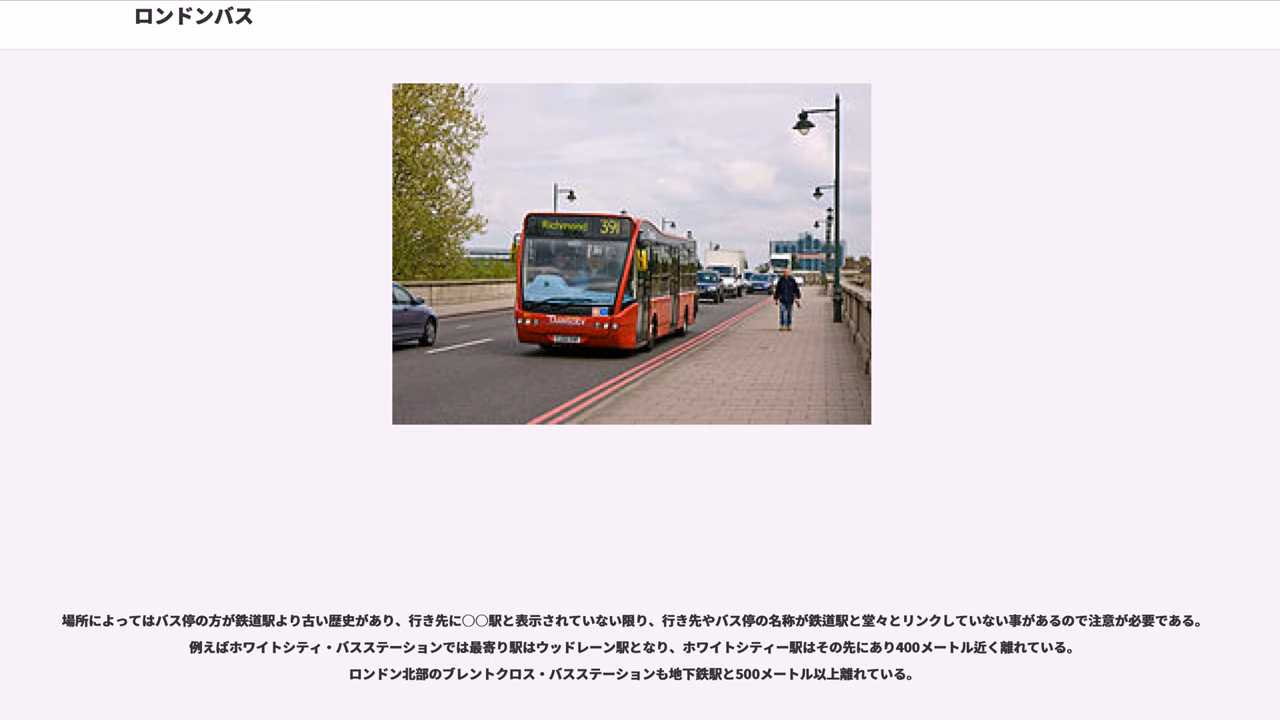 ロンドンバス
Richmond 391
場所によってはバス停の方が鉄道駅より古い歴史があり、行き先に○○駅と表示されていない限り、行き先やバス停の名称が鉄道駅と堂々とリンクしていない事があるので注意が必要である。
例えばホワイトシティ・バスステーションでは最寄り駅はウッドレーン駅となり、ホワイトシティー駅はその先にあり400メートル近く離れている。
ロンドン北部のブレントクロス・バスステーションも地下鉄駅と500メートル以上離れている。